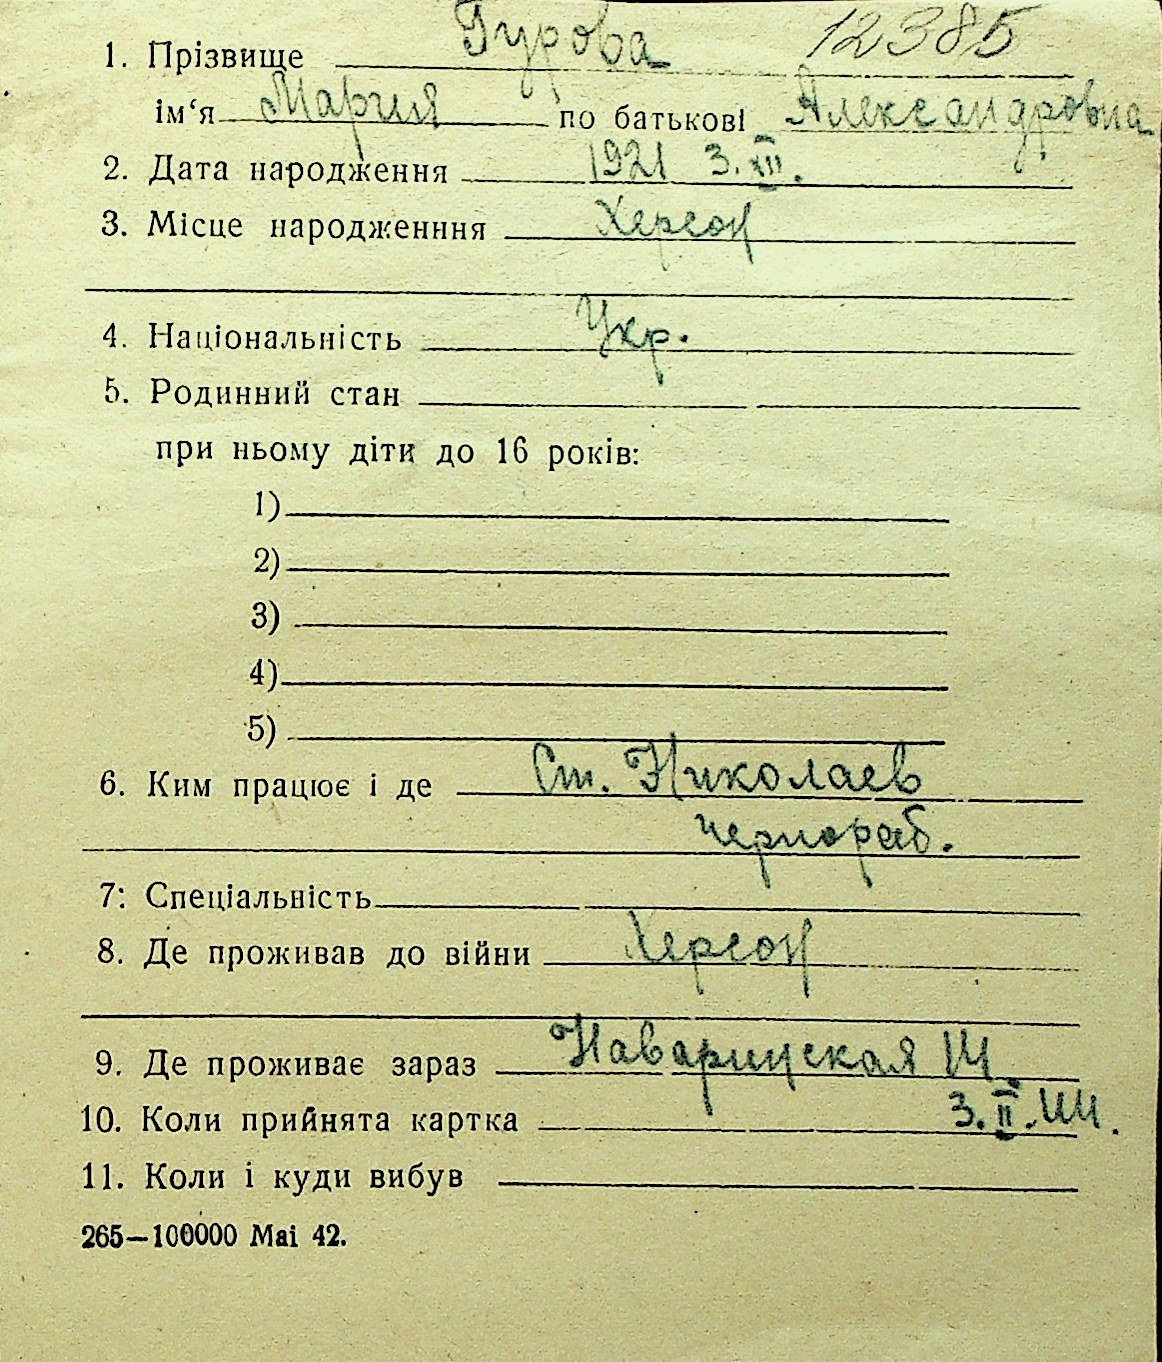 1. Прізвище Гурова 12385
ім‘я Мария по батькові Александровна
2. Дата народження 1921 3. XII.
3. Місце народженння Херсон
4. Національність Укр.
5. Родинний стан
при ньому діти до 16 років:
1)
2)
3)
4)
5)
6. Ким працює і де Ст. Николаев
чернораб.
7: Спеціальність
8. Де проживав до війни Херсон
9. Де проживає зараз Наваринская
10. Коли прийнята картка 3. II. 44.
11. Коли і куди вибув
265—100000 Mai 42.